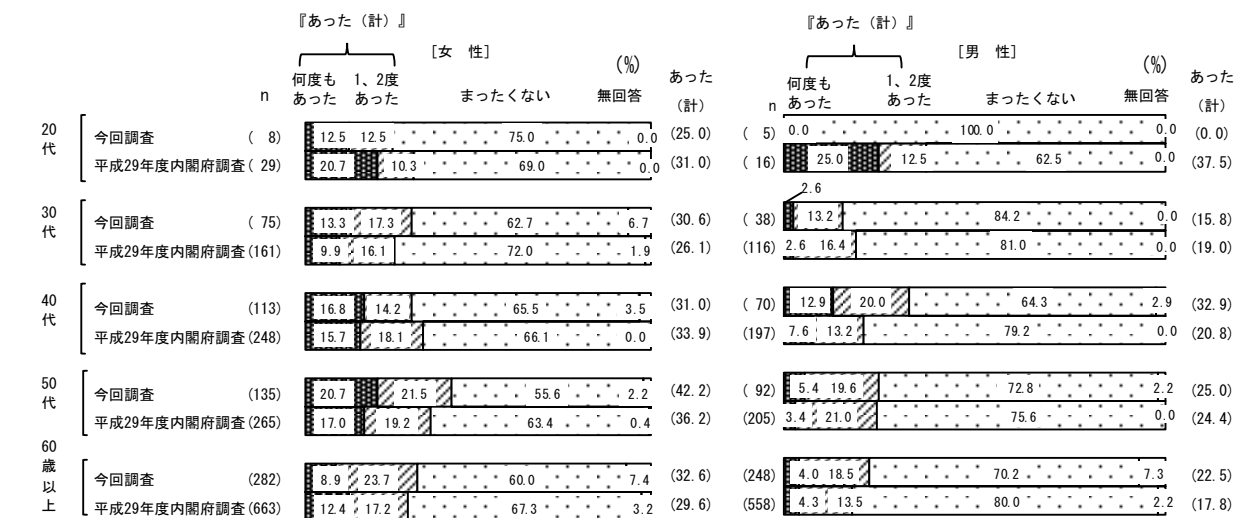 『あった（計）』
［女　性］
(%)
何度も
あった
1、2度
あった
まったくない
無回答
あった
（計）
n
20
代
今回調査 ( 8) 12.5 12.5 75.0 0.0 (25.0)
平成29年度内閣府調査( 29) 20.7 10.3 69.0 0.0 (31.0)
30
代
今回調査 ( 75) 13.3 17.3 62.7 6.7 (30.6)
平成29年度内閣府調査(161) 9.9 16.1 72.0 1.9 (26.1)
40
代
今回調査 (113) 16.8 14.2 65.5 3.5 (31.0)
平成29年度内閣府調査(248) 15.7 18.1 66.1 0.0 (33.9)
50
代
今回調査 (135) 20.7 21.5 55.6 2.2 (42.2)
平成29年度内閣府調査(265) 17.0 19.2 63.4 0.4 (36.2)
60
歳
以
上
今回調査 (282) 8.9 23.7 60.0 7.4 (32.6)
平成29年度内閣府調査(663) 12.4 17.2 67.3 3.2 (29.6)
『あった（計）』
［男　性］
(%)
何度も
あった
1、2度
あった
まったくない
無回答
あった
（計）
n
( 5) 0.0 100.0 0.0 (0.0)
( 16) 25.0 12.5 62.5 0.0 (37.5)
2.6
( 38) 13.2 84.2 0.0 (15.8)
(116) 2.6 16.4 81.0 0.0 (19.0)
( 70) 12.9 20.0 64.3 2.9 (32.9)
(197) 7.6 13.2 79.2 0.0 (20.8)
( 92) 5.4 19.6 72.8 2.2 (25.0)
(205) 3.4 21.0 75.6 0.0 (24.4)
(248) 4.0 18.5 70.2 7.3 (22.5)
(558) 4.3 13.5 80.0 2.2 (17.8)